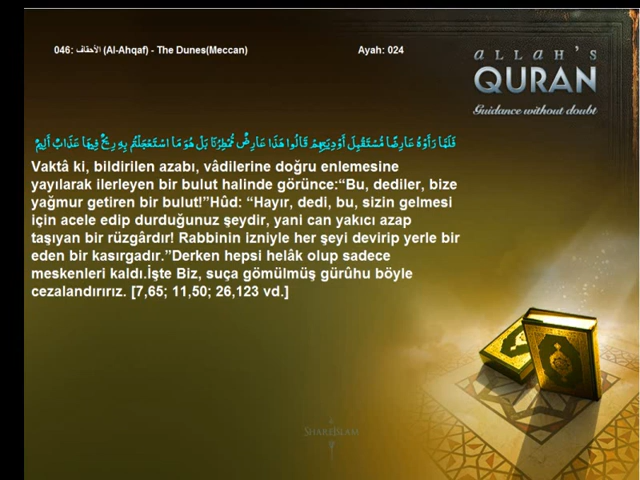 046: الأحقاف (Al-Ahqaf) - The Dunes(Meccan) Ayah: 024
ALLAH'S
QURAN
Guidance without doubt
فَلَمَّا رَأَوْهُ عَارِضًا مُّسْتَقْبِلَ أَوْدِيَتِهِمْ قَالُوا هَذَا عَارِضٌ مُّمْطِرُنَا بَلْ هُوَ مَا اسْتَعْجَلْتُم بِهِ رِيحٌ فِيهَا عَذَابٌ أَلِيمٌ
Vaktâ ki, bildirilen azabı, vâdilerine doğru enlemesine
yayılarak ilerleyen bir bulut halinde görünce:“Bu, dediler, bize
yağmur getiren bir bulut!”Hûd: “Hayır, dedi, bu, sizin gelmesi
için acele edip durduğunuz şeydir, yani can yakıcı azap
taşıyan bir rüzgârdır! Rabbinin izniyle her şeyi devirip yerle bir
eden bir kasırgadır.”Derken hepsi helâk olup sadece
meskenleri kaldı.İşte Biz, suça gömülmüş gürûhu böyle
cezalandırırız. [7,65; 11,50; 26,123 vd.]
SHAREISLAM